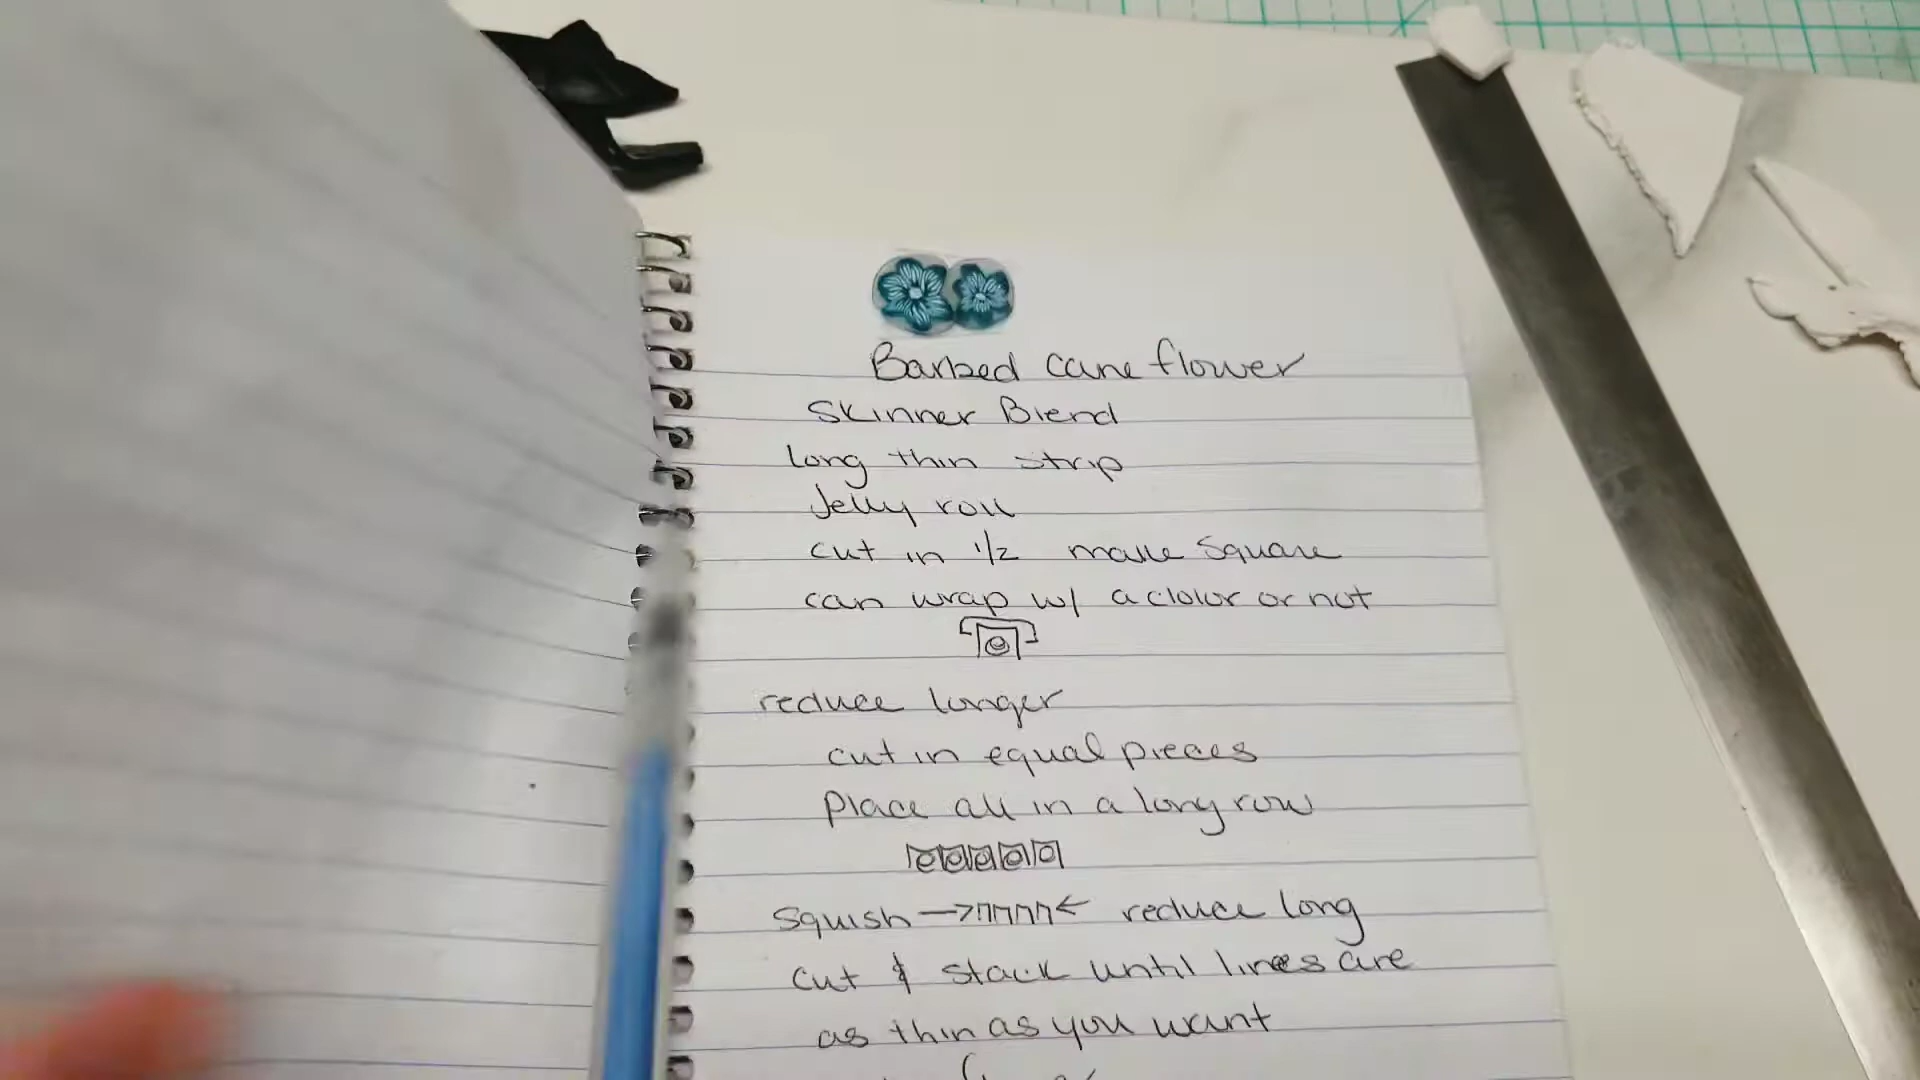 Barbed cane flower
Skinner Blend
long thin strip
Jelly roll
cut in 1/2 make square
can wrap w/ a clolor or not
reduce longer
cut in equal pieces
Place all in a long row
Squish → ← reduce long
cut & stack until lines are
as thin as you want